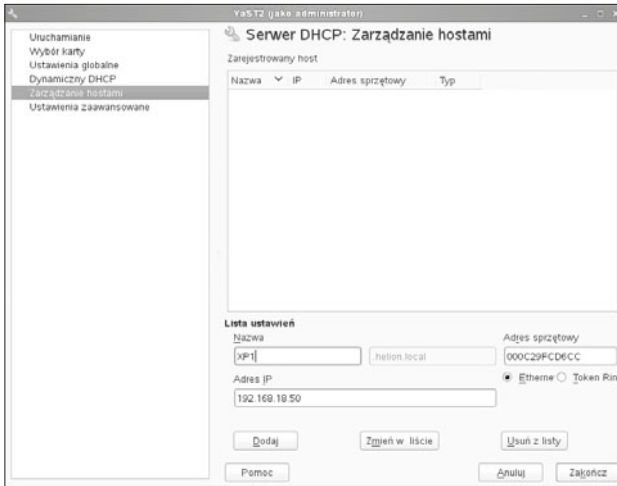 YaST2 (jako administrator)
Uruchamianie
Wybór karty
Ustawienia globalne
Dynamiczny DHCP
Zarządzanie hostami
Ustawienia zaawansowane
Serwer DHCP: Zarządzanie hostami
Zarejestrowany host
Nazwa IP Adres sprzętowy Typ
Lista ustawień
Nazwa Adres sprzętowy
XP1 .helion.local 000C29FCD6CC
Adres IP Etherne Token Rin
192.168.18.50
Dodaj Zmień w liście Usuń z listy
Pomoc Anuluj Zakończ